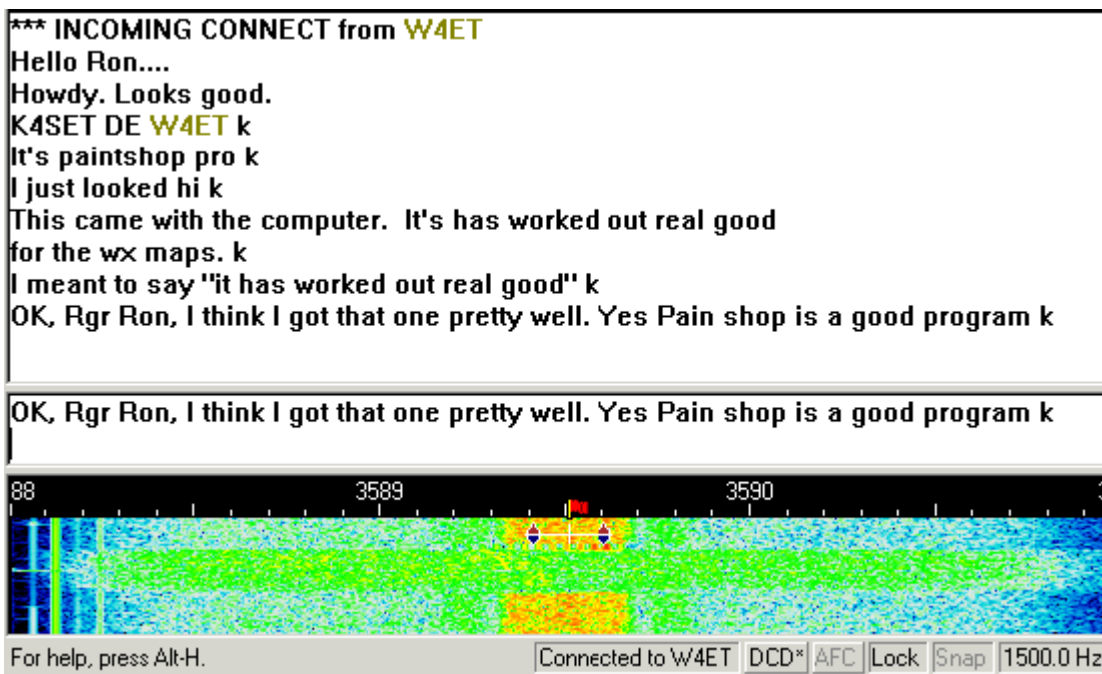 *** INCOMING CONNECT from W4ET
Hello Ron....
Howdy. Looks good.
K4SET DE W4ET k
It's paintshop pro k
I just looked hi k
This came with the computer.  It's has worked out real good
for the wx maps. k
I meant to say "it has worked out real good" k
OK, Rgr Ron, I think I got that one pretty well. Yes Pain shop is a good program k
OK, Rgr Ron, I think I got that one pretty well. Yes Pain shop is a good program k
88 3589 3590
For help, press Alt-H. Connected to W4ET DCD* AFC Lock Snap 1500.0 Hz